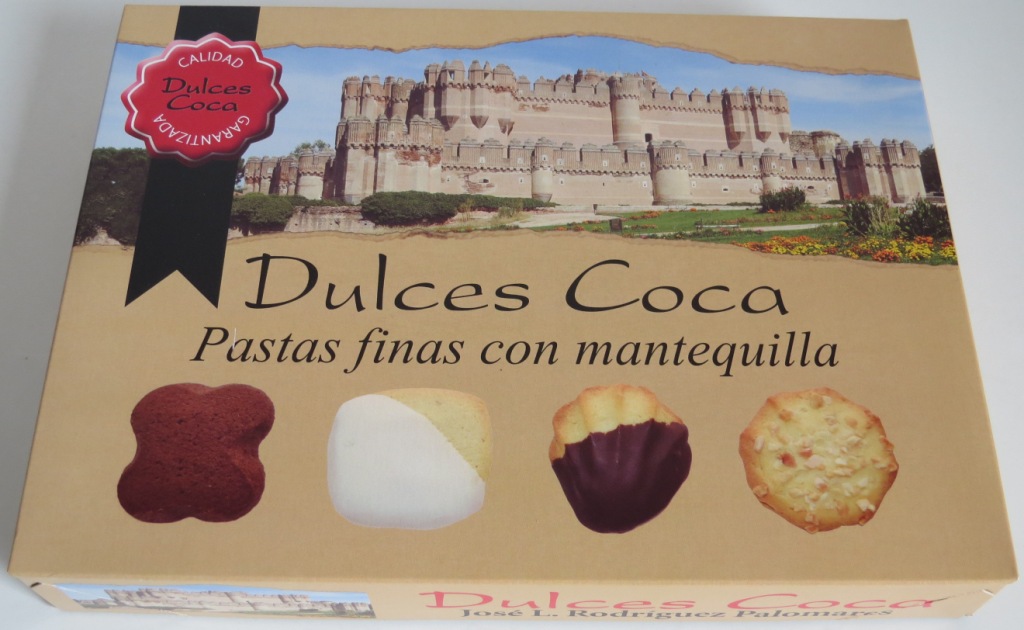 CALIDAD
Dulces
Coca
GARANTIZADA
Dulces Coca
Pastas finas con mantequilla
Dulces Coca
José L. Rodríguez Palomares